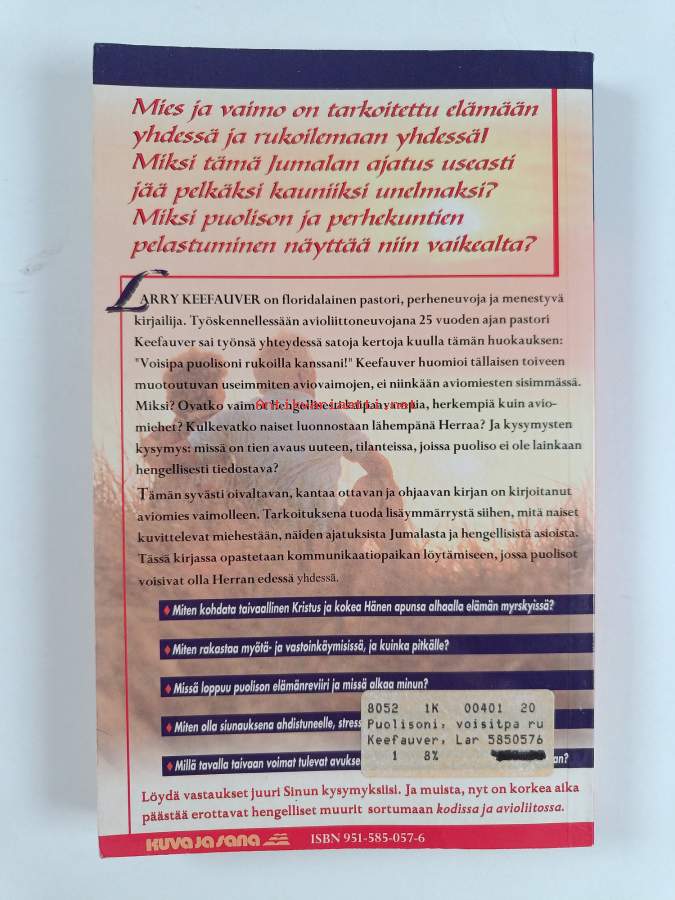 Mies ja vaimo on tarkoitettu elämään
yhdessä ja rukoilemaan yhdessä!
Miksi tämä Jumalan ajatus useasti
jää pelkäksi kauniiksi unelmaksi?
Miksi puolison ja perhekuntien
pelastuminen näyttää niin vaikealta?
LARRY KEEFAUVER on floridalainen pastori, perheneuvoja ja menestyvä
kirjailija. Työskennellessään avioliittoneuvojana 25 vuoden ajan pastori
Keefauver sai työnsä yhteydessä satoja kertoja kuulla tämän huokauksen:
"Voisipa puolisoni rukoilla kanssani!" Keefauver huomioi tällaisen toiveen
muotoutuvan useimmiten aviovaimojen, ei niinkään aviomiesten sisimmässä.
Miksi? Ovatko vaimot hengellisesti herkempiä kuin avio-
miehet? Kulkevatko naiset luonnostaan lähempänä Herraa? Ja kysymysten
kysymys: missä on tien avaus uuteen, tilanteissa, joissa puoliso ei ole lainkaan
hengellisesti tiedostava?
Tämän syvästi oivaltavan, kantaa ottavan ja ohjaavan kirjan on kirjoitanut
aviomies vaimolleen. Tarkoituksena tuoda lisäymmärrystä siihen, mitä naiset
kuvittelevat miehestään, näiden ajatuksista Jumalasta ja hengellisistä asioista.
Tässä kirjassa opastetaan kommunikaatiopaikan löytämiseen, jossa puolisot
voisivat olla Herran edessä yhdessä.
♦ Miten kohdata taivaallinen Kristus ja kokea Hänen apunsa alhaalla elämän myrskyissä?
♦ Miten rakastaa myötä- ja vastoinkäymisissä, ja kuinka pitkälle?
♦ Missä loppuu puolison elämänreviiri ja missä alkaa minun?
♦ Miten olla siunauksena ahdistuneelle, stress
♦ Millä tavalla taivaan voimat tulevat avukse an?
8052 1K 00401 20
Puolisoni, voisitpa ru
Keefauver, Lar 5850576
1 8%
Löydä vastaukset juuri Sinun kysymyksiisi. Ja muista, nyt on korkea aika
päästää erottavat hengelliset muurit sortumaan kodissa ja avioliitossa.
KUVA JA SANA ISBN 951-585-057-6